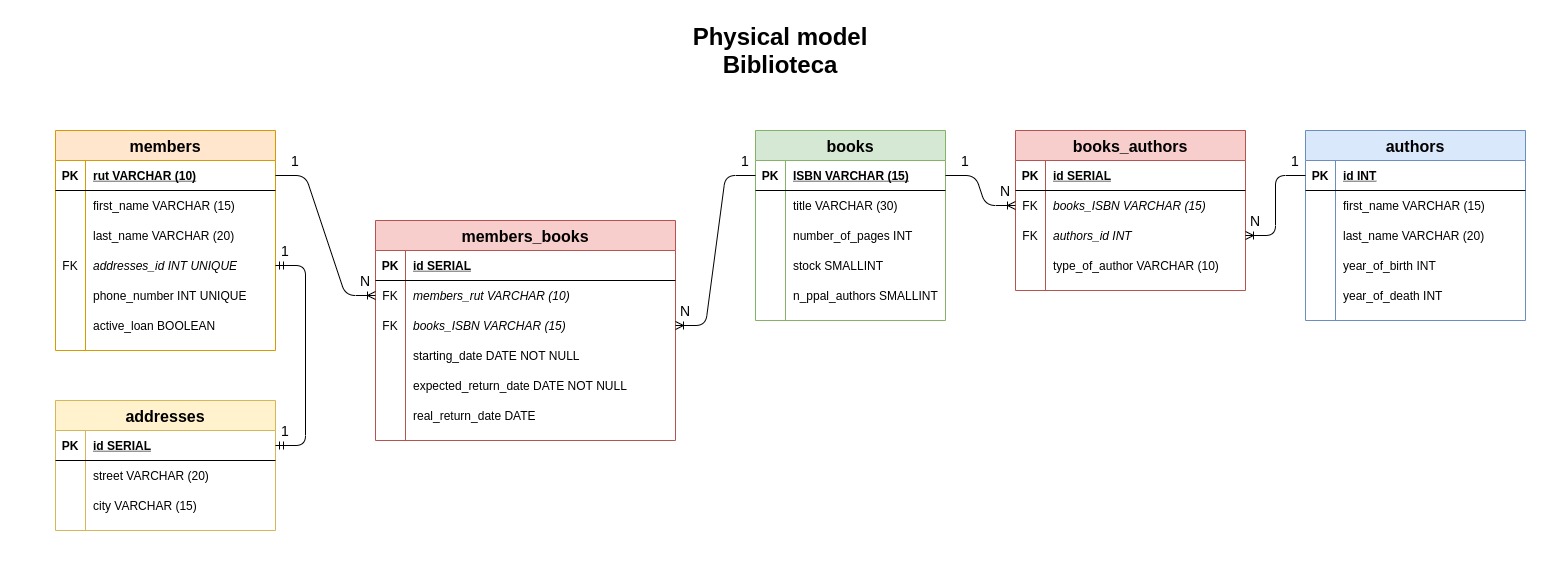 Physical model
Biblioteca
members
PK rut VARCHAR (10)
first_name VARCHAR (15)
last_name VARCHAR (20)
FK addresses_id INT UNIQUE
phone_number INT UNIQUE
active_loan BOOLEAN
1
1
addresses
PK id SERIAL
street VARCHAR (20)
city VARCHAR (15)
1
members_books
PK id SERIAL
FK members_rut VARCHAR (10)
FK books_ISBN VARCHAR (15)
starting_date DATE NOT NULL
expected_return_date DATE NOT NULL
real_return_date DATE
N
N
books
PK ISBN VARCHAR (15)
title VARCHAR (30)
number_of_pages INT
stock SMALLINT
n_ppal_authors SMALLINT
1
1
books_authors
PK id SERIAL
FK books_ISBN VARCHAR (15)
FK authors_id INT
type_of_author VARCHAR (10)
N
N
authors
PK id INT
first_name VARCHAR (15)
last_name VARCHAR (20)
year_of_birth INT
year_of_death INT
1